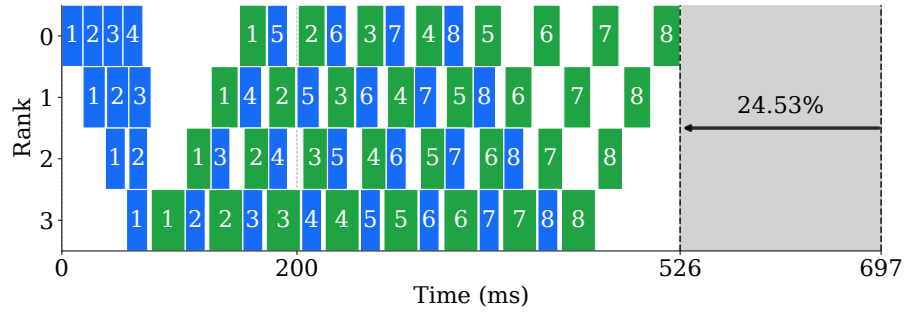 0 1 2 3 4 1 5 2 6 3 7 4 8 5 6 7 8
1 1 2 3 1 4 2 5 3 6 4 7 5 8 6 7 8
24.53%
Rank
2 1 2 1 3 2 4 3 5 4 6 5 7 6 8 7 8
3 1 1 2 2 3 3 4 4 5 5 6 6 7 7 8 8
0 200 526 697
Time (ms)